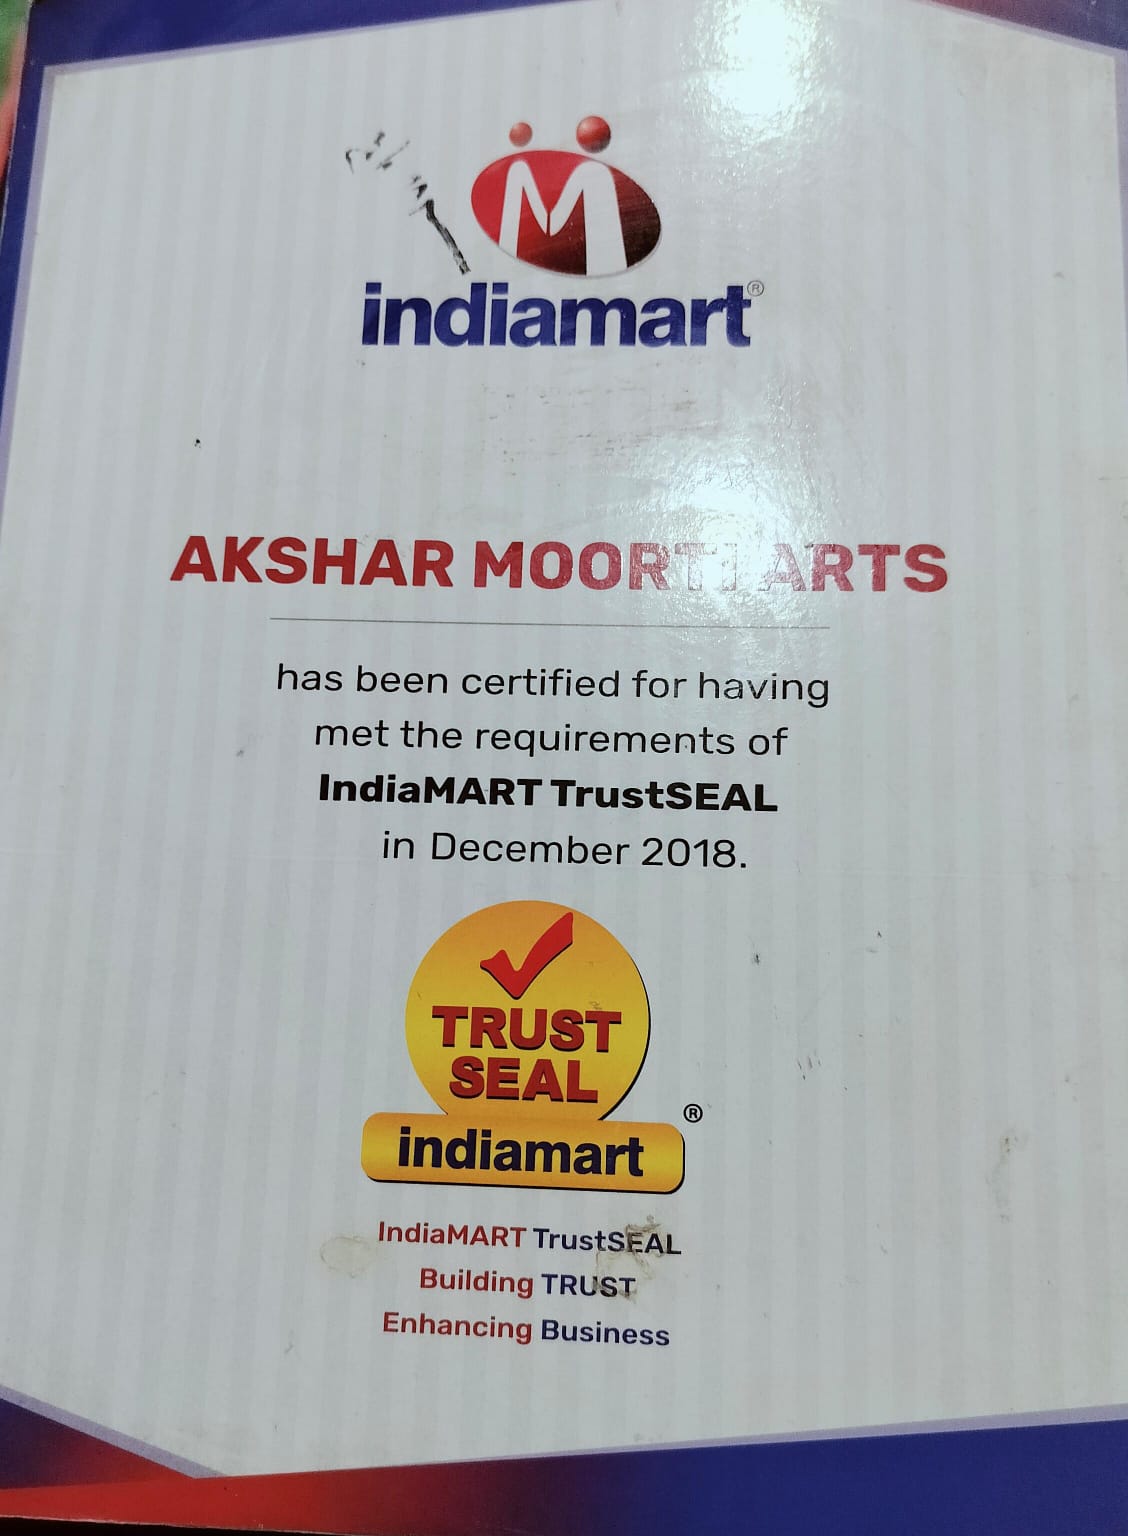 M
indiamart®
AKSHAR MOORTI ARTS
has been certified for having
met the requirements of
IndiaMART TrustSEAL
in December 2018.
TRUST
SEAL
indiamart®
IndiaMART TrustSEAL
Building TRUST
Enhancing Business